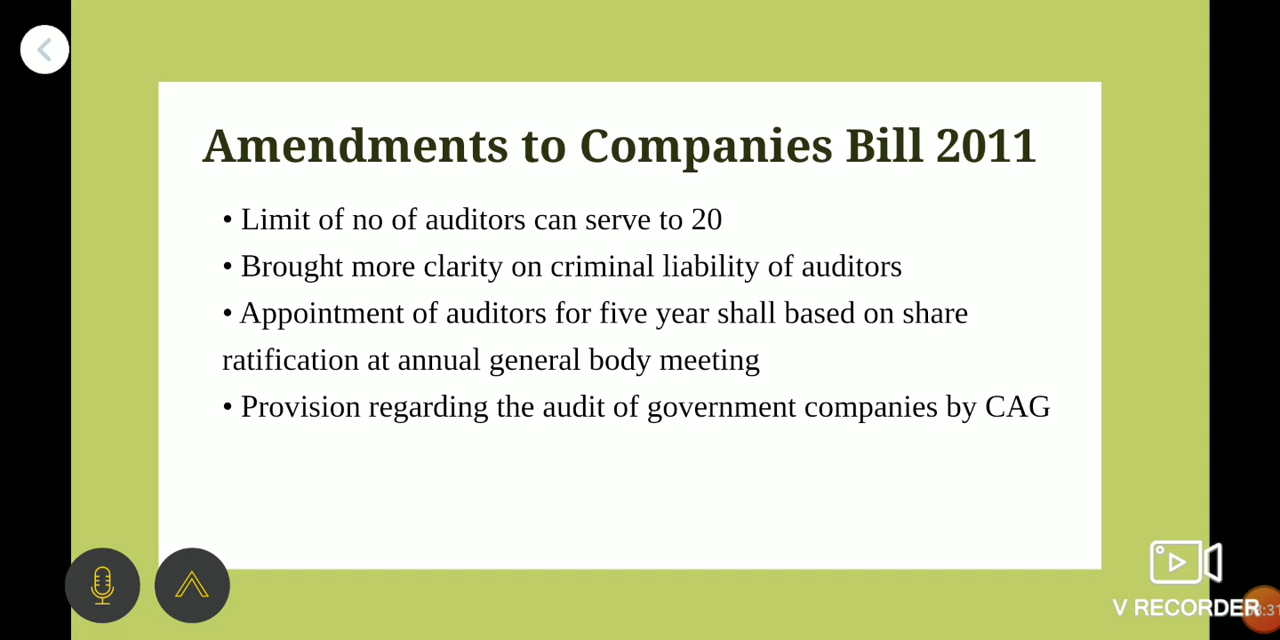 Amendments to Companies Bill 2011
• Limit of no of auditors can serve to 20
• Brought more clarity on criminal liability of auditors
• Appointment of auditors for five year shall based on share
ratification at annual general body meeting
• Provision regarding the audit of government companies by CAG
V RECORDER